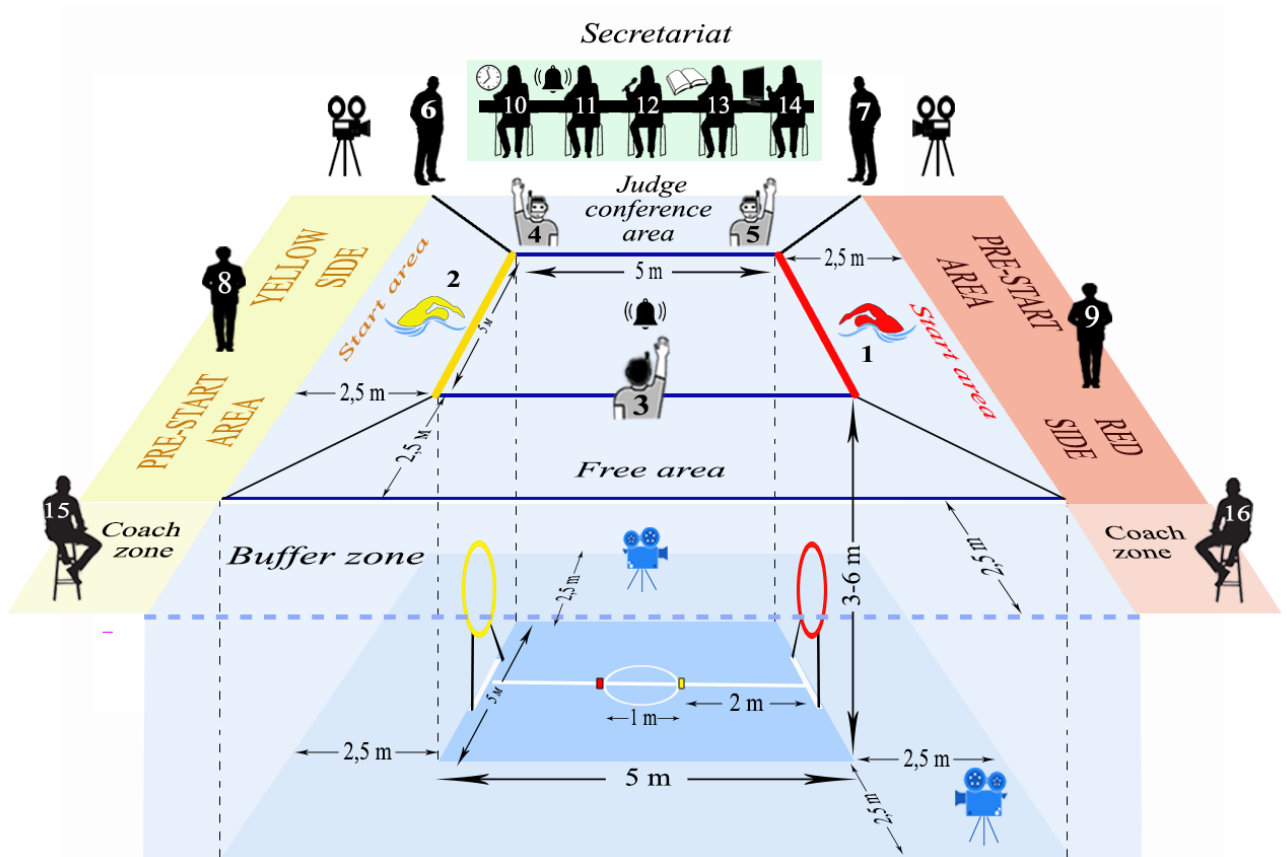 Secretariat
10
11
12
13
14
6
7
Judge
conference
area
4
5
YELLOW
SIDE
Start area
2
5 m
2,5 m
PRE-START
AREA
8
5 м
1
Start area
9
2,5 m
3
PRE-START
AREA
2,5 м
RED
SIDE
Free area
15
Coach
zone
Buffer zone
16
Coach
zone
2,5 m
2,5 m
3-6 m
5 м
1 m
2 m
2,5 m
5 m
2,5 m
2,5 m